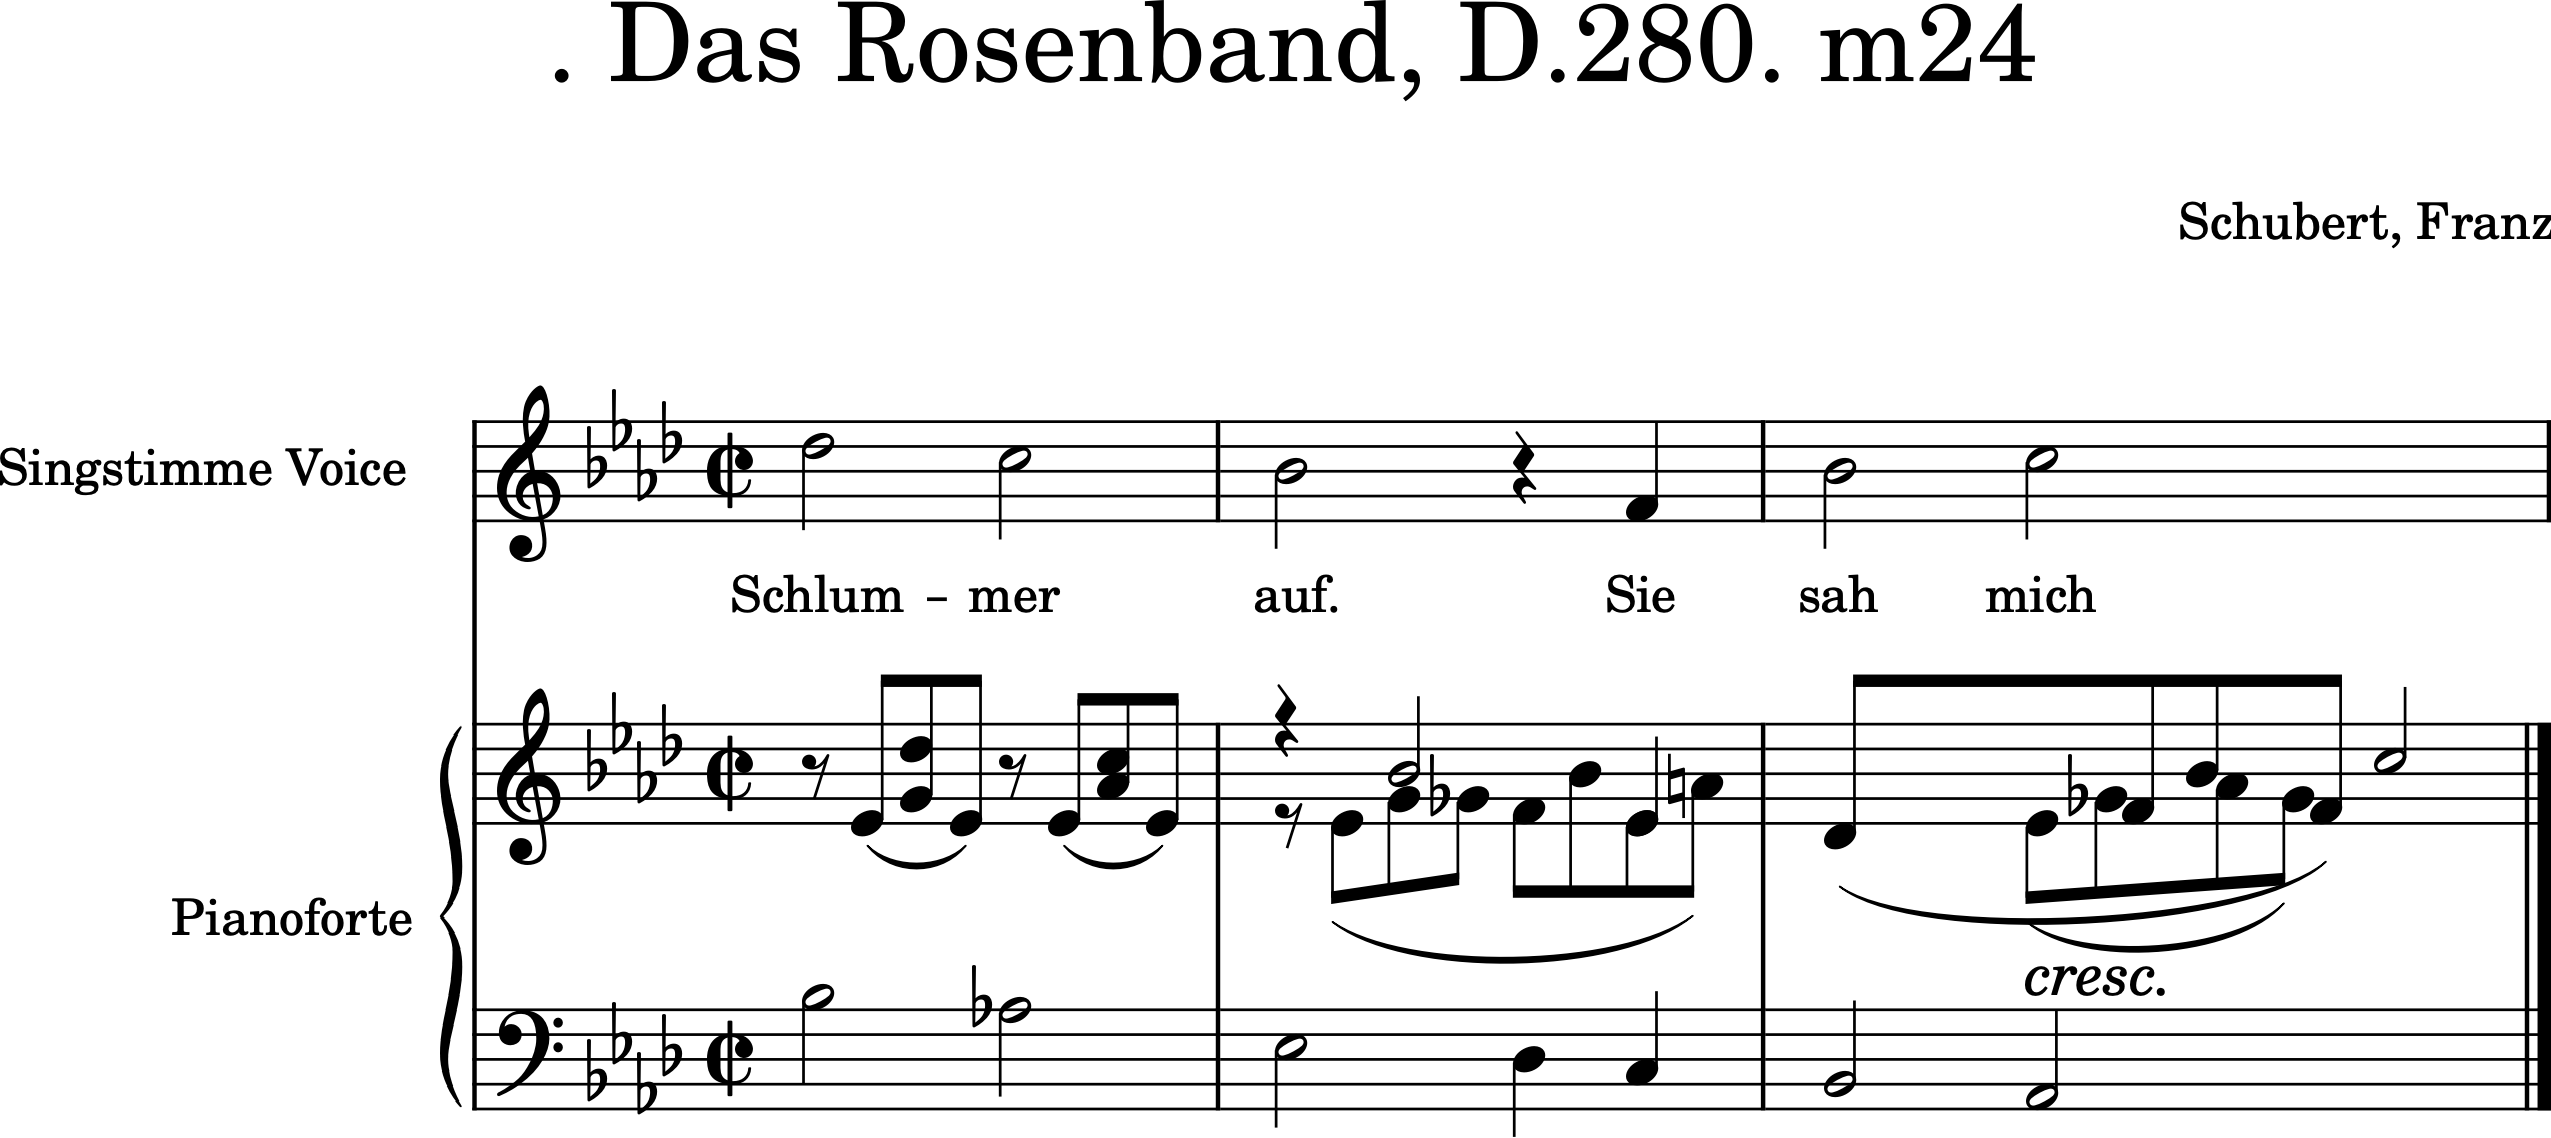 . Das Rosenband, D.280. m24
Schubert, Franz
Singstimme Voice
Schlum – mer auf. Sie sah mich
Pianoforte
cresc.